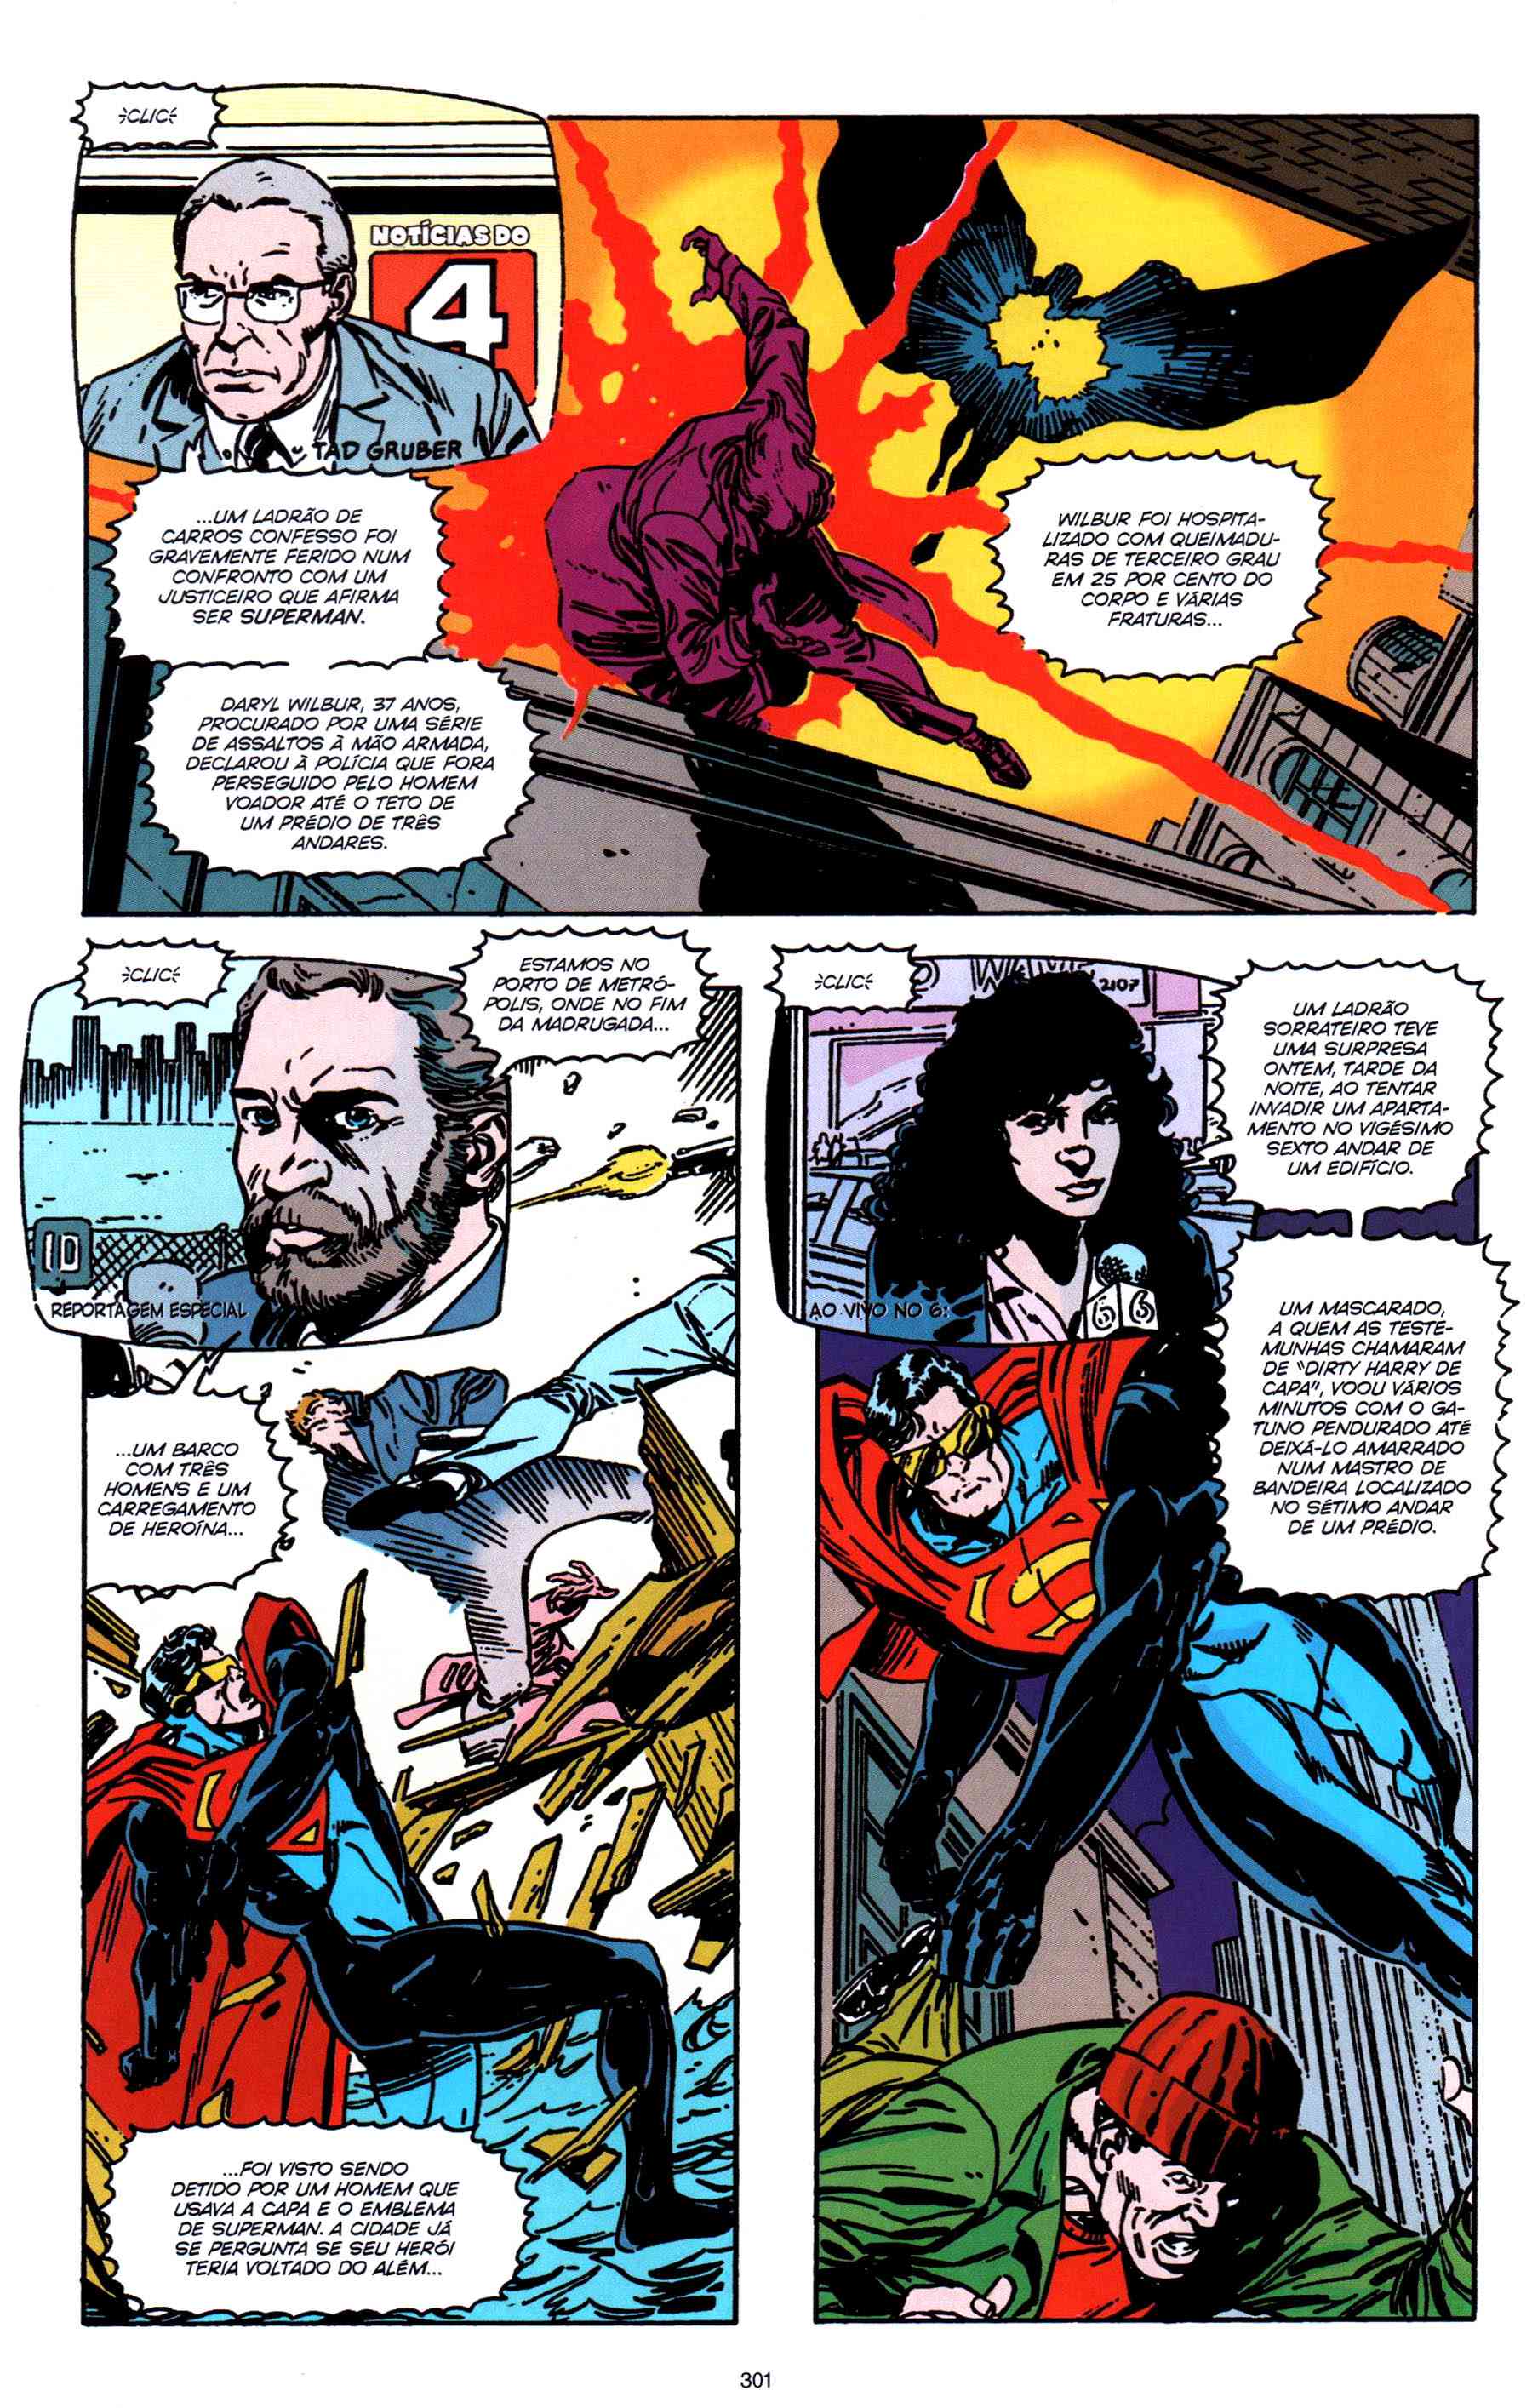 CLIC
NOTÍCIAS DO
4
TAD GRUBER
...UM LADRÃO DE
CARROS CONFESSO FOI
GRAVEMENTE FERIDO NUM
CONFRONTO COM UM
JUSTICEIRO QUE AFIRMA
SER SUPERMAN.
DARYL WILBUR, 37 ANOS,
PROCURADO POR UMA SÉRIE
DE ASSALTOS À MÃO ARMADA,
DECLAROU À POLÍCIA QUE FORA
PERSEGUIDO PELO HOMEM
VOADOR ATÉ O TETO DE
UM PRÉDIO DE TRÊS
ANDARES.
WILBUR FOI HOSPITA-
LIZADO COM QUEIMADU-
RAS DE TERCEIRO GRAU
EM 25 POR CENTO DO
CORPO E VÁRIAS
FRATURAS...
CLIC
ESTAMOS NO
PORTO DE METRÓ-
POLIS, ONDE NO FIM
DA MADRUGADA...
10
REPORTAGEM ESPECIAL
...UM BARCO
COM TRÊS
HOMENS E UM
CARREGAMENTO
DE HEROÍNA...
S
...FOI VISTO SENDO
DETIDO POR UM HOMEM QUE
USAVA A CAPA E O EMBLEMA
DE SUPERMAN. A CIDADE JÁ
SE PERGUNTA SE SEU HERÓI
TERIA VOLTADO DO ALÉM...
CLIC
2107
UM LADRÃO
SORRATEIRO TEVE
UMA SURPRESA
ONTEM, TARDE DA
NOITE, AO TENTAR
INVADIR UM APARTA-
MENTO NO VIGÉSIMO
SEXTO ANDAR DE
UM EDIFÍCIO.
6 6
AO VIVO NO 6:
UM MASCARADO,
A QUEM AS TESTE-
MUNHAS CHAMARAM
DE "DIRTY HARRY DE
CAPA", VOOU VÁRIOS
MINUTOS COM O GA-
TUNO PENDURADO ATÉ
DEIXÁ-LO AMARRADO
NUM MASTRO DE
BANDEIRA LOCALIZADO
NO SÉTIMO ANDAR
DE UM PRÉDIO.
S
301